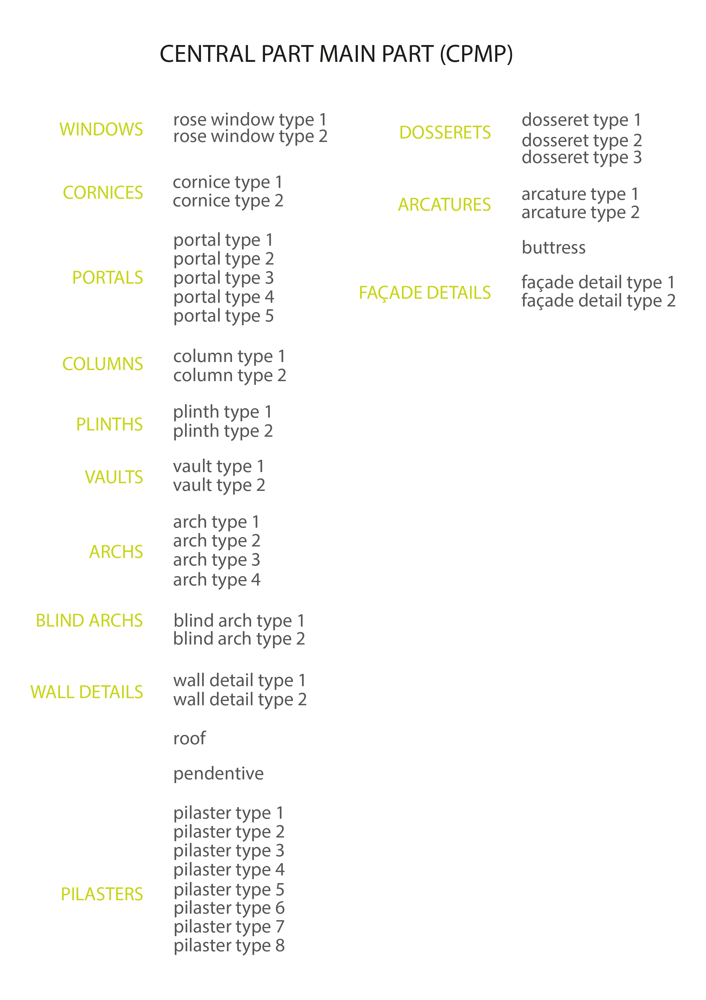 CENTRAL PART MAIN PART (CPMP)
WINDOWS
rose window type 1
rose window type 2
CORNICES
cornice type 1
cornice type 2
PORTALS
portal type 1
portal type 2
portal type 3
portal type 4
portal type 5
COLUMNS
column type 1
column type 2
PLINTHS
plinth type 1
plinth type 2
VAULTS
vault type 1
vault type 2
ARCHS
arch type 1
arch type 2
arch type 3
arch type 4
BLIND ARCHS
blind arch type 1
blind arch type 2
WALL DETAILS
wall detail type 1
wall detail type 2
roof
pendentive
PILASTERS
pilaster type 1
pilaster type 2
pilaster type 3
pilaster type 4
pilaster type 5
pilaster type 6
pilaster type 7
pilaster type 8
DOSSERETS
dosseret type 1
dosseret type 2
dosseret type 3
ARCATURES
arcature type 1
arcature type 2
buttress
FAÇADE DETAILS
façade detail type 1
façade detail type 2